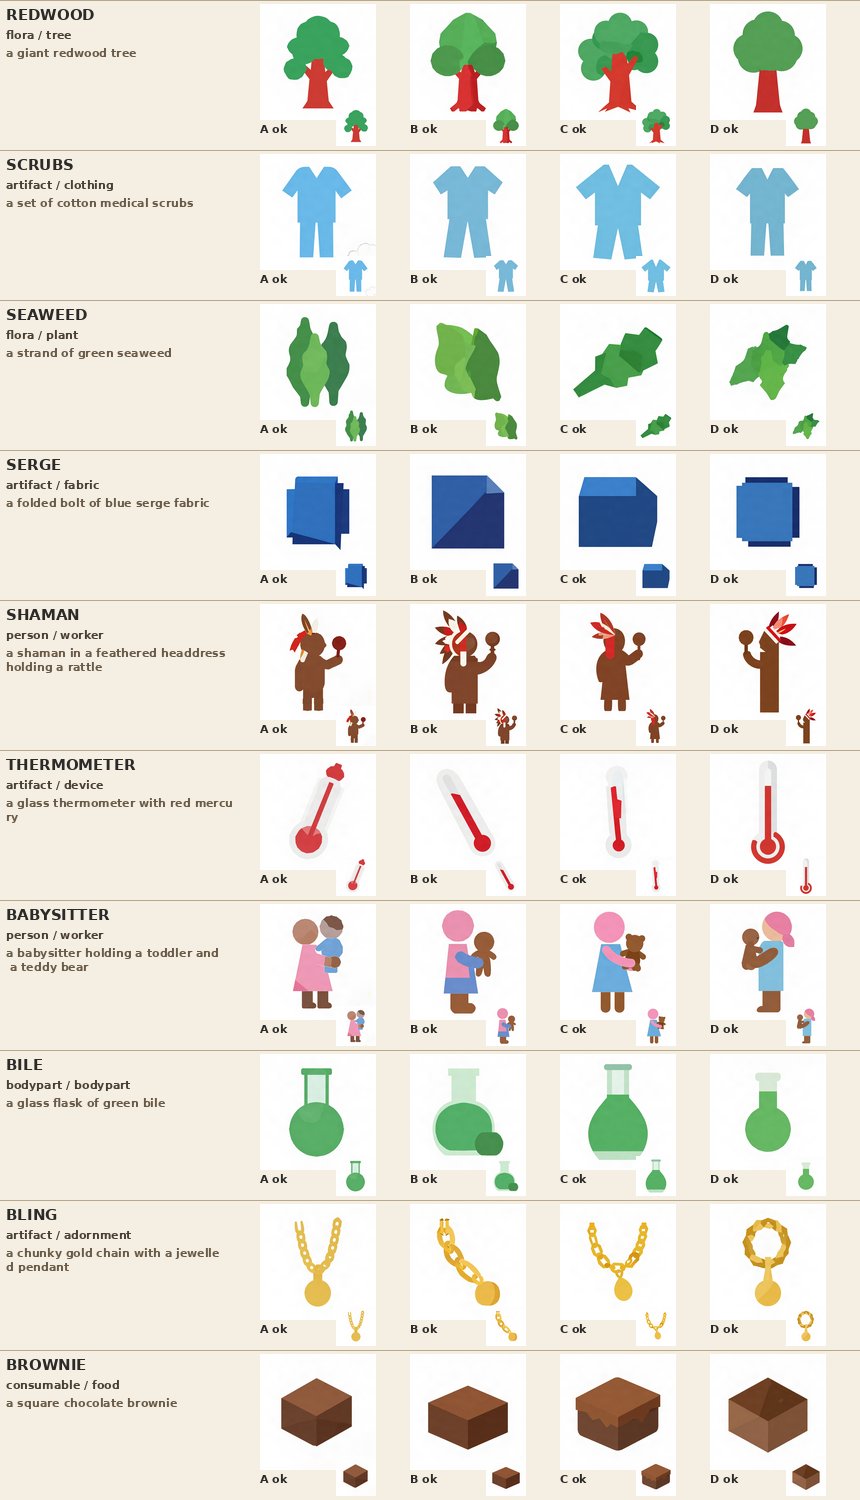 REDWOOD
flora / tree
a giant redwood tree
A ok
B ok
C ok
D ok
SCRUBS
artifact / clothing
a set of cotton medical scrubs
A ok
B ok
C ok
D ok
SEAWEED
flora / plant
a strand of green seaweed
A ok
B ok
C ok
D ok
SERGE
artifact / fabric
a folded bolt of blue serge fabric
A ok
B ok
C ok
D ok
SHAMAN
person / worker
a shaman in a feathered headdress
holding a rattle
A ok
B ok
C ok
D ok
THERMOMETER
artifact / device
a glass thermometer with red mercu
ry
A ok
B ok
C ok
D ok
BABYSITTER
person / worker
a babysitter holding a toddler and
a teddy bear
A ok
B ok
C ok
D ok
BILE
bodypart / bodypart
a glass flask of green bile
A ok
B ok
C ok
D ok
BLING
artifact / adornment
a chunky gold chain with a jewelle
d pendant
A ok
B ok
C ok
D ok
BROWNIE
consumable / food
a square chocolate brownie
A ok
B ok
C ok
D ok